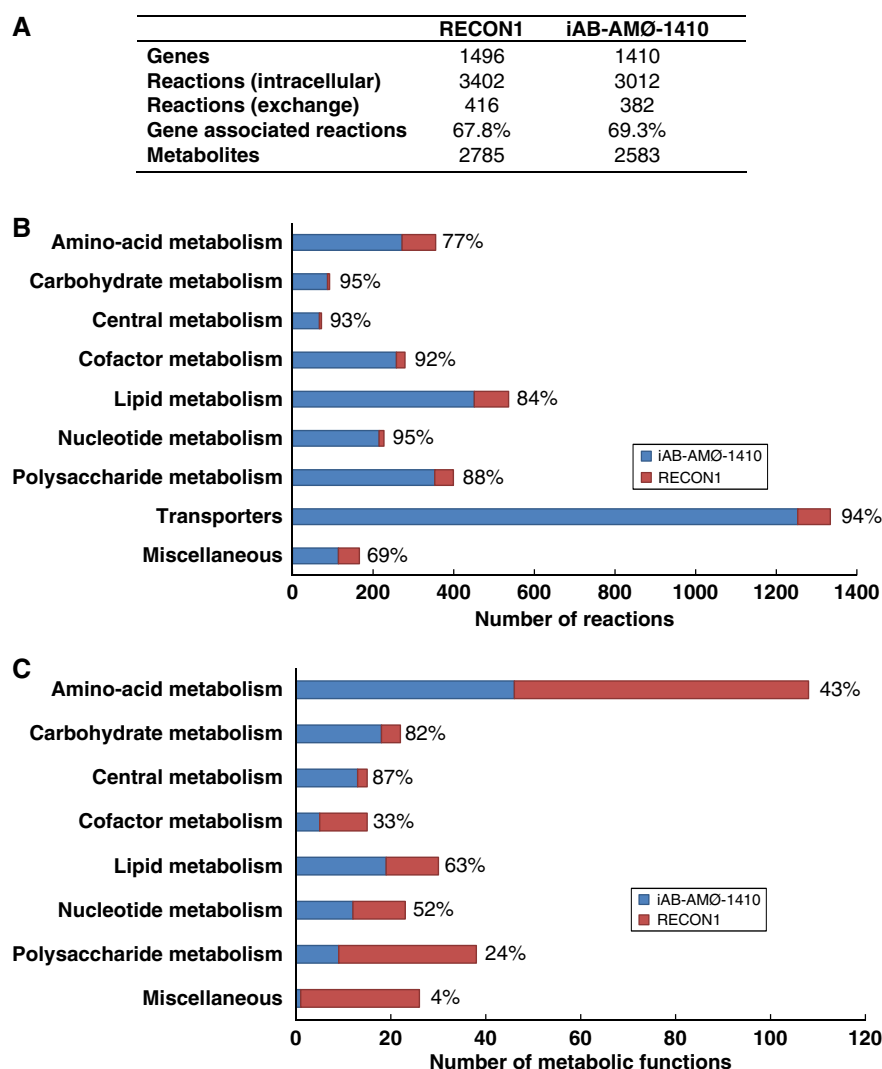 A
RECON1 iAB-AMØ-1410
Genes 1496 1410
Reactions (intracellular) 3402 3012
Reactions (exchange) 416 382
Gene associated reactions 67.8% 69.3%
Metabolites 2785 2583
B
Amino-acid metabolism 77%
Carbohydrate metabolism 95%
Central metabolism 93%
Cofactor metabolism 92%
Lipid metabolism 84%
Nucleotide metabolism 95%
iAB-AMØ-1410
Polysaccharide metabolism 88%
RECON1
Transporters 94%
Miscellaneous 69%
0 200 400 600 800 1000 1200 1400
Number of reactions
C
Amino-acid metabolism 43%
Carbohydrate metabolism 82%
Central metabolism 87%
Cofactor metabolism 33%
Lipid metabolism 63%
iAB-AMØ-1410
Nucleotide metabolism 52%
RECON1
Polysaccharide metabolism 24%
Miscellaneous 4%
0 20 40 60 80 100 120
Number of metabolic functions